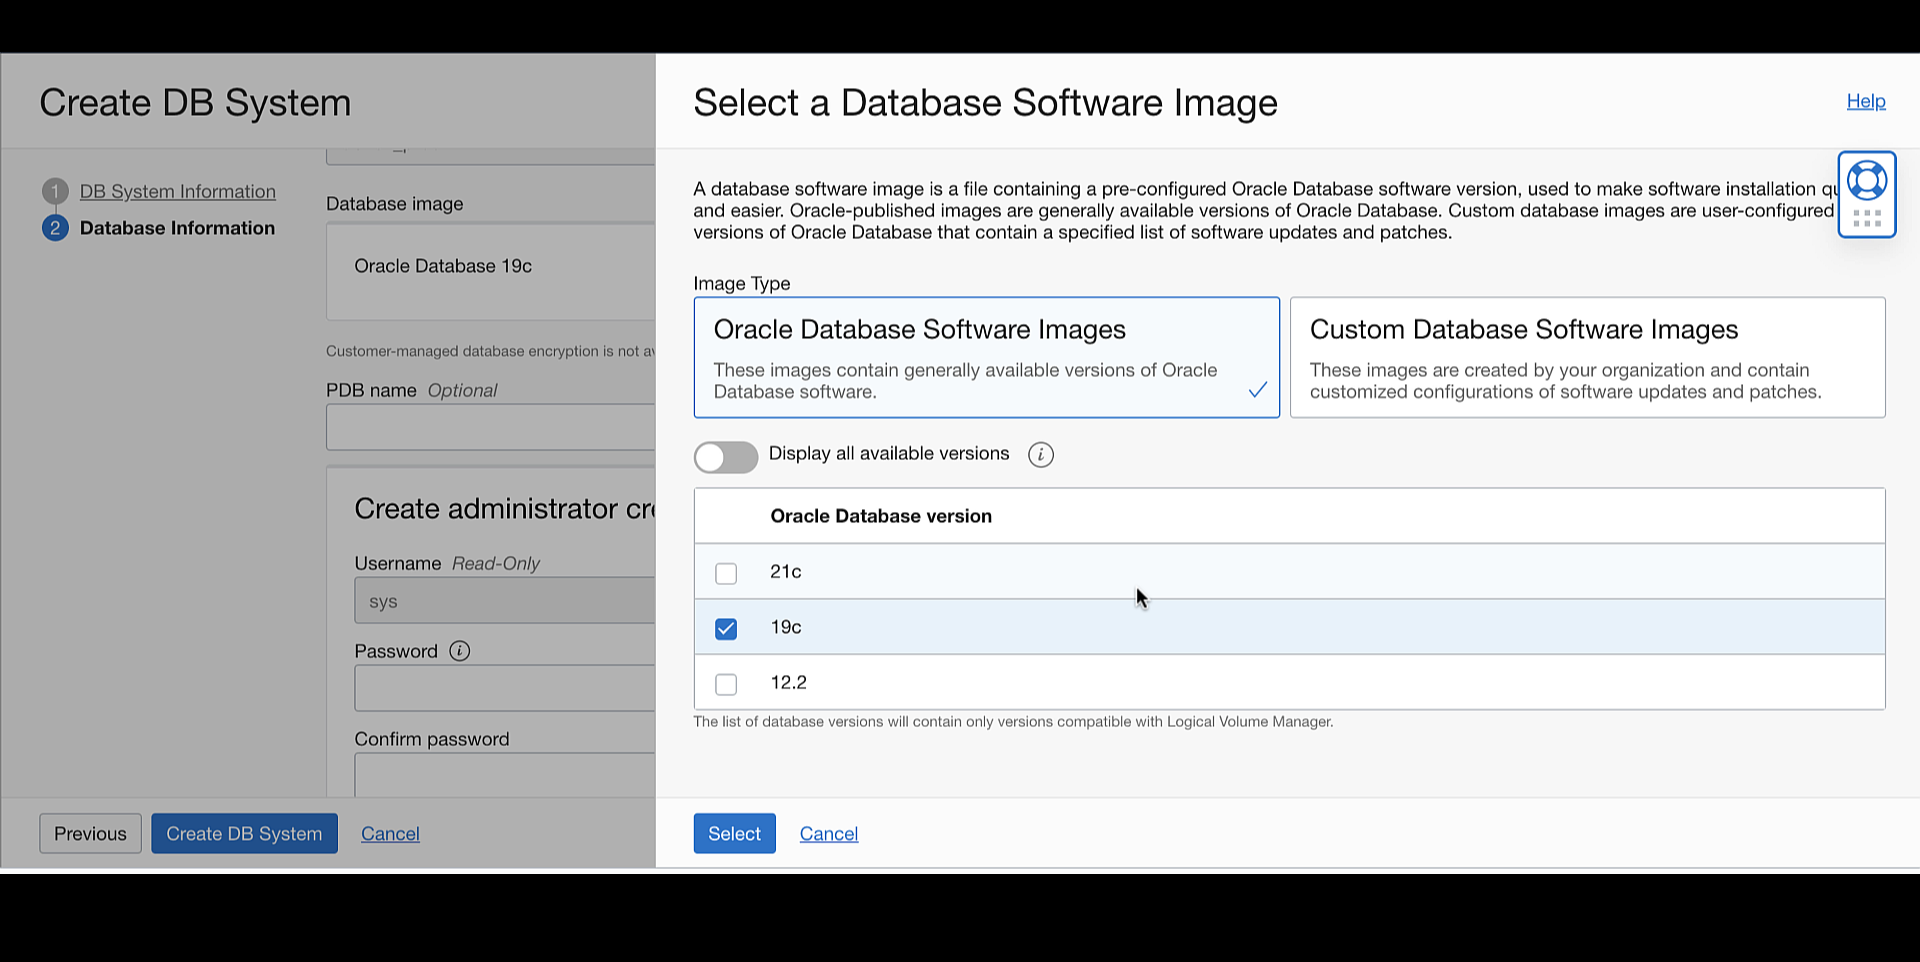 Create DB System
1 DB System Information
2 Database Information
Database image
Oracle Database 19c
Customer-managed database encryption is not
PDB name Optional
Create administrator
Username Read-Only
sys
Password i
Confirm password
Previous
Create DB System
Cancel
Select a Database Software Image
Help
A database software image is a file containing a pre-configured Oracle Database software version, used to make software installation
and easier. Oracle-published images are generally available versions of Oracle Database. Custom database images are user-configured
versions of Oracle Database that contain a specified list of software updates and patches.
Image Type
Oracle Database Software Images
These images contain generally available versions of Oracle
Database software.
Custom Database Software Images
These images are created by your organization and contain
customized configurations of software updates and patches.
Display all available versions i
Oracle Database version
21c
19c
12.2
The list of database versions will contain only versions compatible with Logical Volume Manager.
Select
Cancel